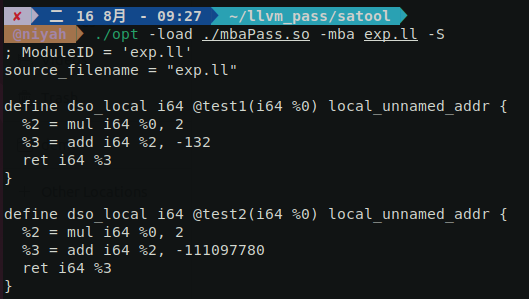 ✘ 二 16 8月 - 09:27 ~/llvm_pass/satool
@niyah ./opt -load ./mbaPass.so -mba exp.ll -S
; ModuleID = 'exp.ll'
source_filename = "exp.ll"
define dso_local i64 @test1(i64 %0) local_unnamed_addr {
%2 = mul i64 %0, 2
%3 = add i64 %2, -132
ret i64 %3
}
define dso_local i64 @test2(i64 %0) local_unnamed_addr {
%2 = mul i64 %0, 2
%3 = add i64 %2, -111097780
ret i64 %3
}